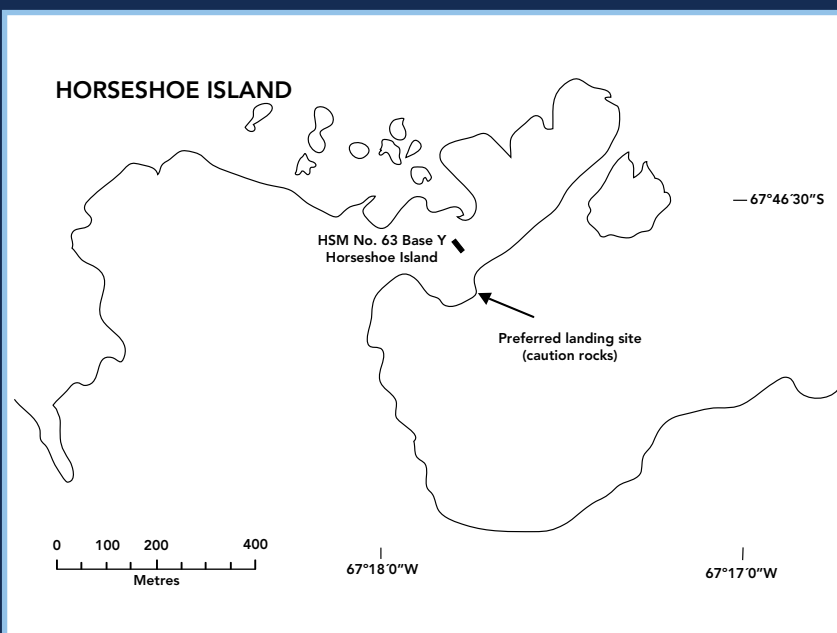 HORSESHOE ISLAND
67°46´30”S
HSM No. 63 Base Y
Horseshoe Island
Preferred landing site
(caution rocks)
0 100 200 400
Metres
67°18´0”W
67°17´0”W